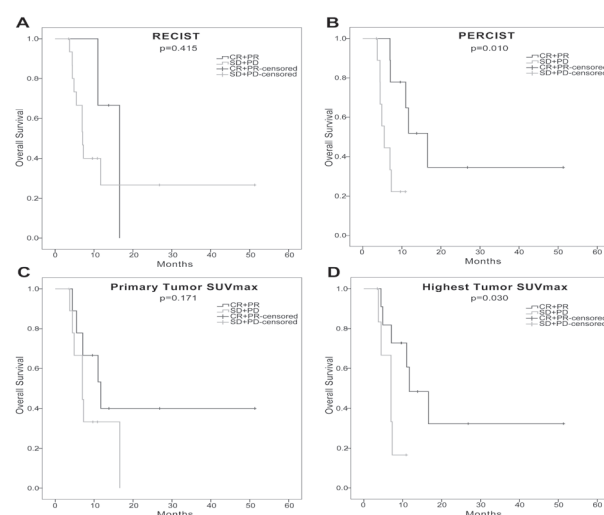 A
RECIST
p=0.415
CR+PR
SD+PD
CR+PR-censored
SD+PD-censored
Overall Survival
1.0
0.8
0.6
0.4
0.2
0.0
0 10 20 30 40 50 60
Months
B
PERCIST
p=0.010
CR+PR
SD+PD
CR+PR-censored
SD+PD-censored
Overall Survival
1.0
0.8
0.6
0.4
0.2
0.0
0 10 20 30 40 50 60
Months
C
Primary Tumor SUVmax
p=0.171
CR+PR
SD+PD
CR+PR-censored
SD+PD-censored
Overall Survival
1.0
0.8
0.6
0.4
0.2
0.0
0 10 20 30 40 50 60
Months
D
Highest Tumor SUVmax
p=0.030
CR+PR
SD+PD
CR+PR-censored
SD+PD-censored
Overall Survival
1.0
0.8
0.6
0.4
0.2
0.0
0 10 20 30 40 50 60
Months